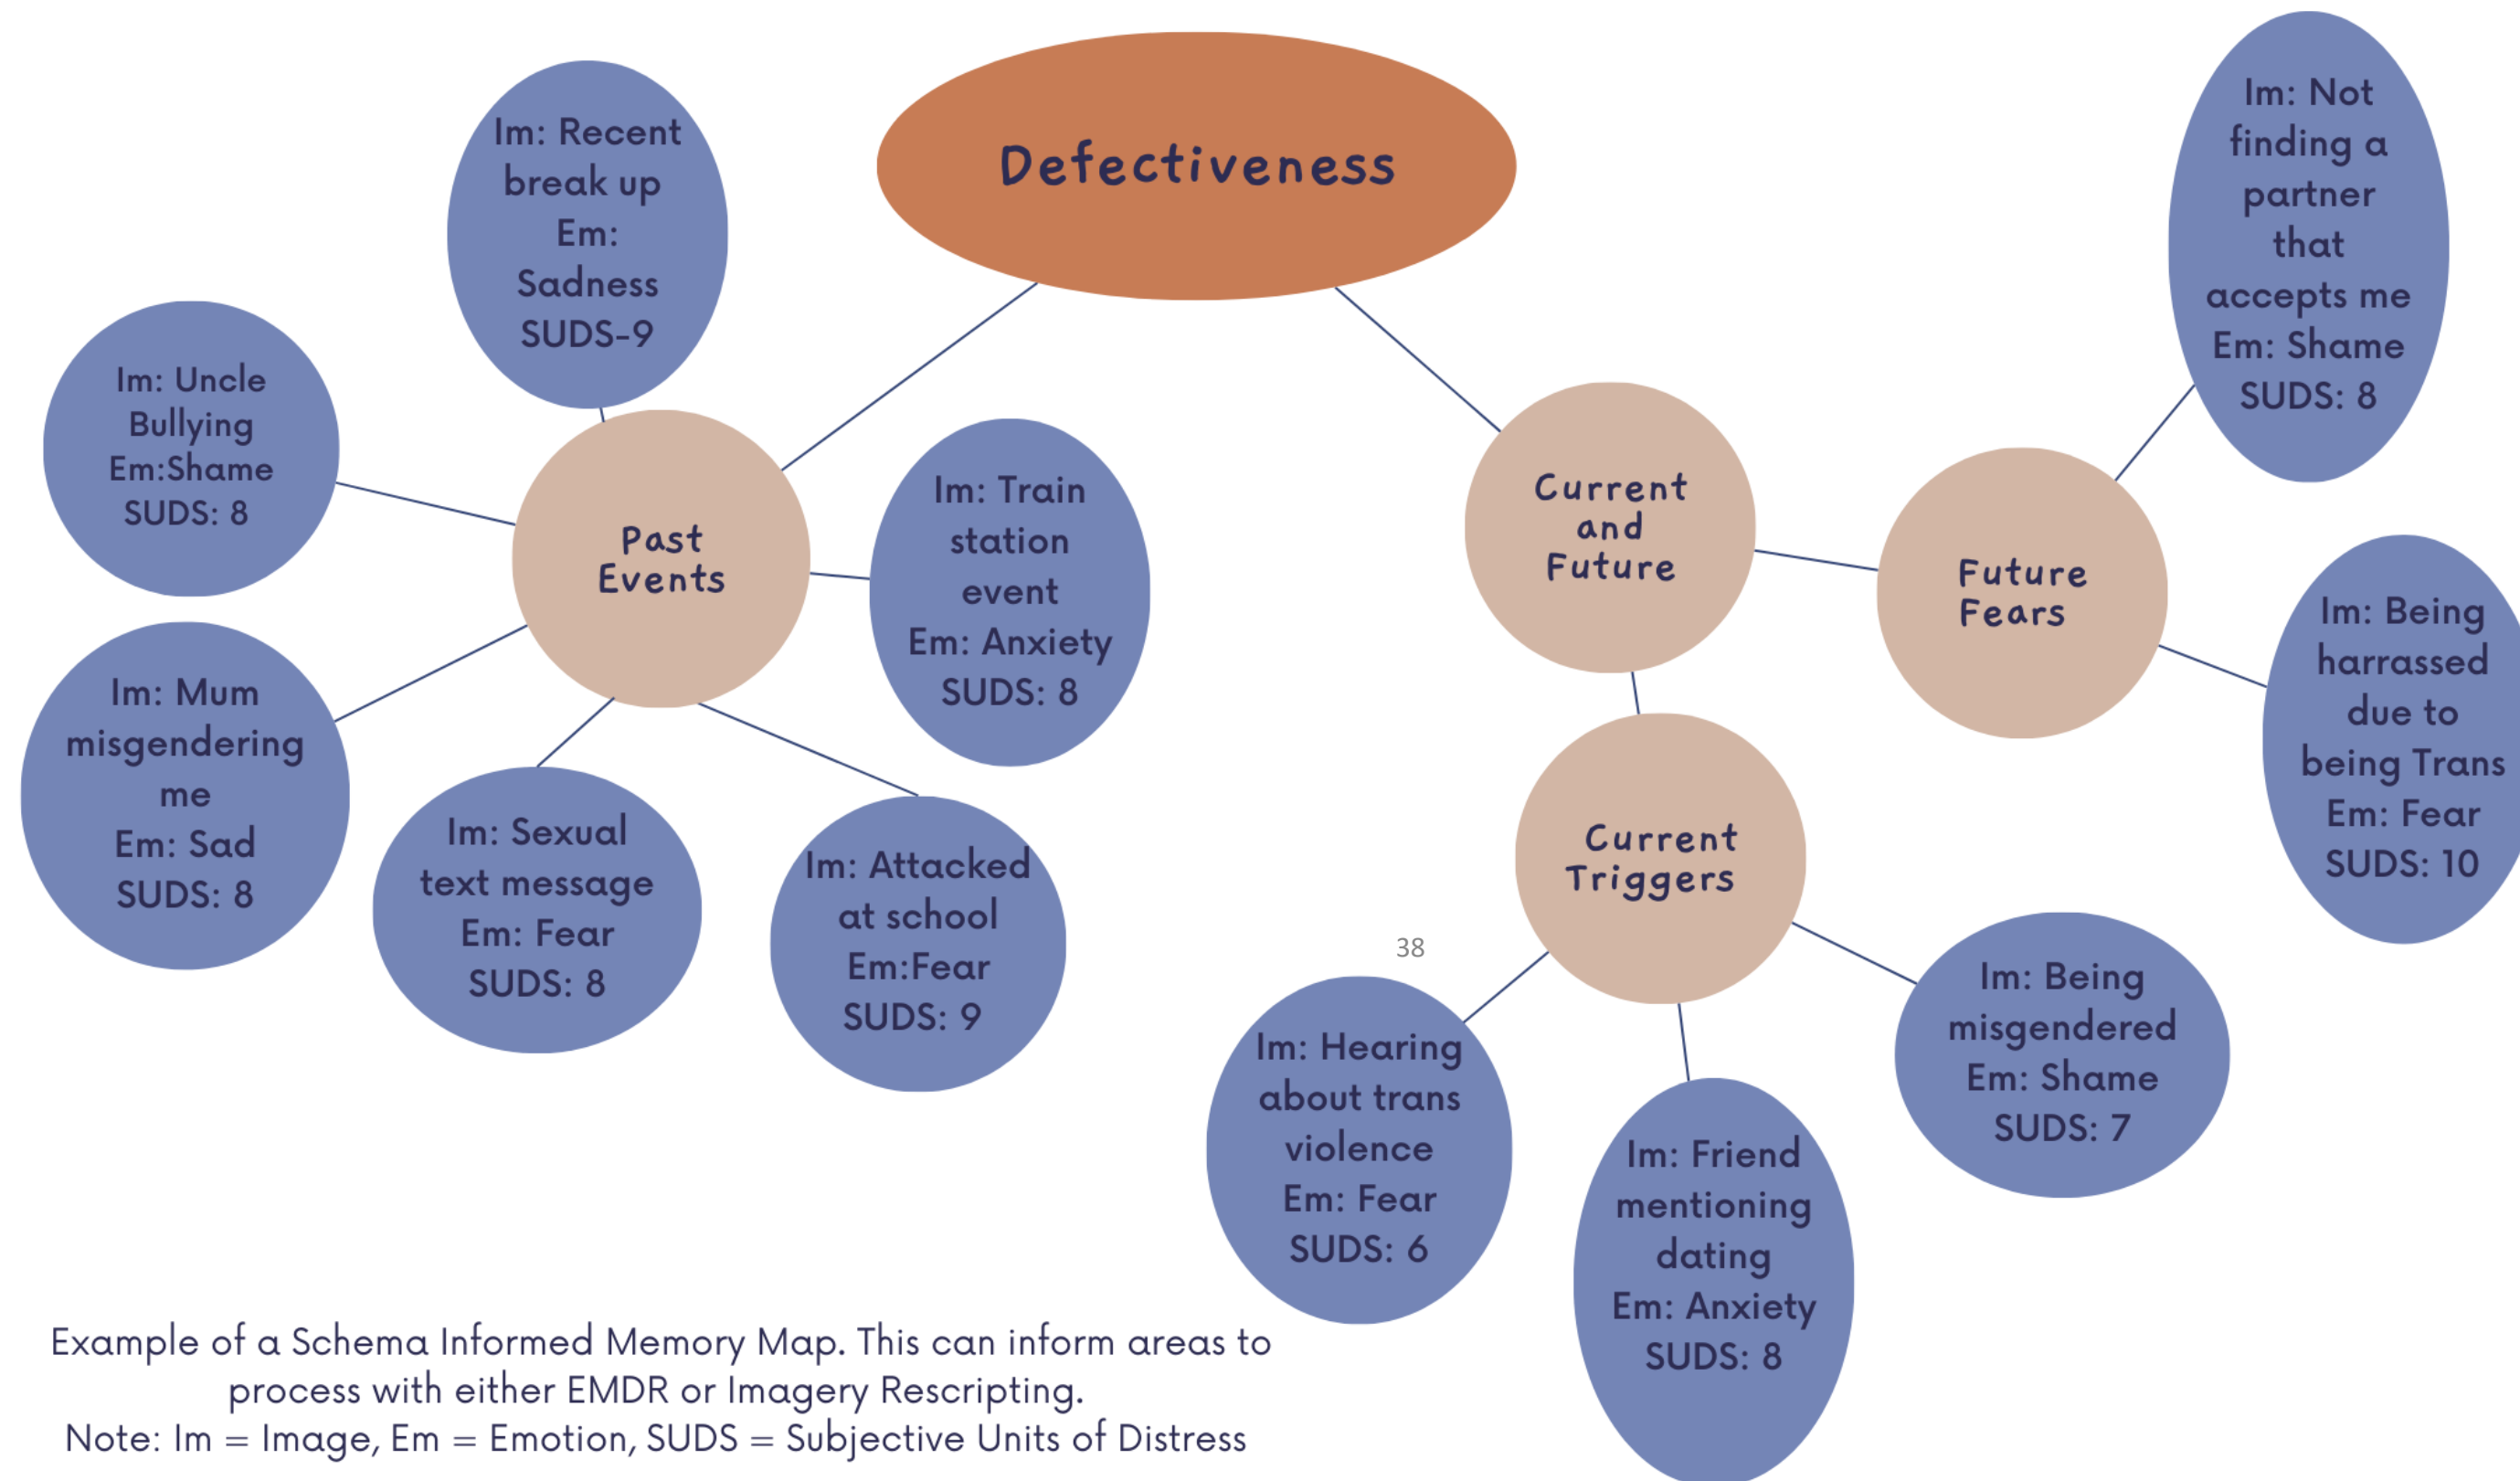 Defectiveness
Im: Recent
break up
Em:
Sadness
SUDS-9
Im: Uncle
Bullying
Em:Shame
SUDS: 8
Past
Events
Im: Train
station
event
Em: Anxiety
SUDS: 8
Im: Mum
misgendering
me
Em: Sad
SUDS: 8
Im: Sexual
text message
Em: Fear
SUDS: 8
Im: Attacked
at school
Em:Fear
SUDS: 9
Current
and
Future
Future
Fears
Im: Not
finding a
partner
that
accepts me
Em: Shame
SUDS: 8
Im: Being
harrassed
due to
being Trans
Em: Fear
SUDS: 10
Current
Triggers
38
Im: Hearing
about trans
violence
Em: Fear
SUDS: 6
Im: Friend
mentioning
dating
Em: Anxiety
SUDS: 8
Im: Being
misgendered
Em: Shame
SUDS: 7
Example of a Schema Informed Memory Map. This can inform areas to
process with either EMDR or Imagery Rescripting.
Note: Im = Image, Em = Emotion, SUDS = Subjective Units of Distress